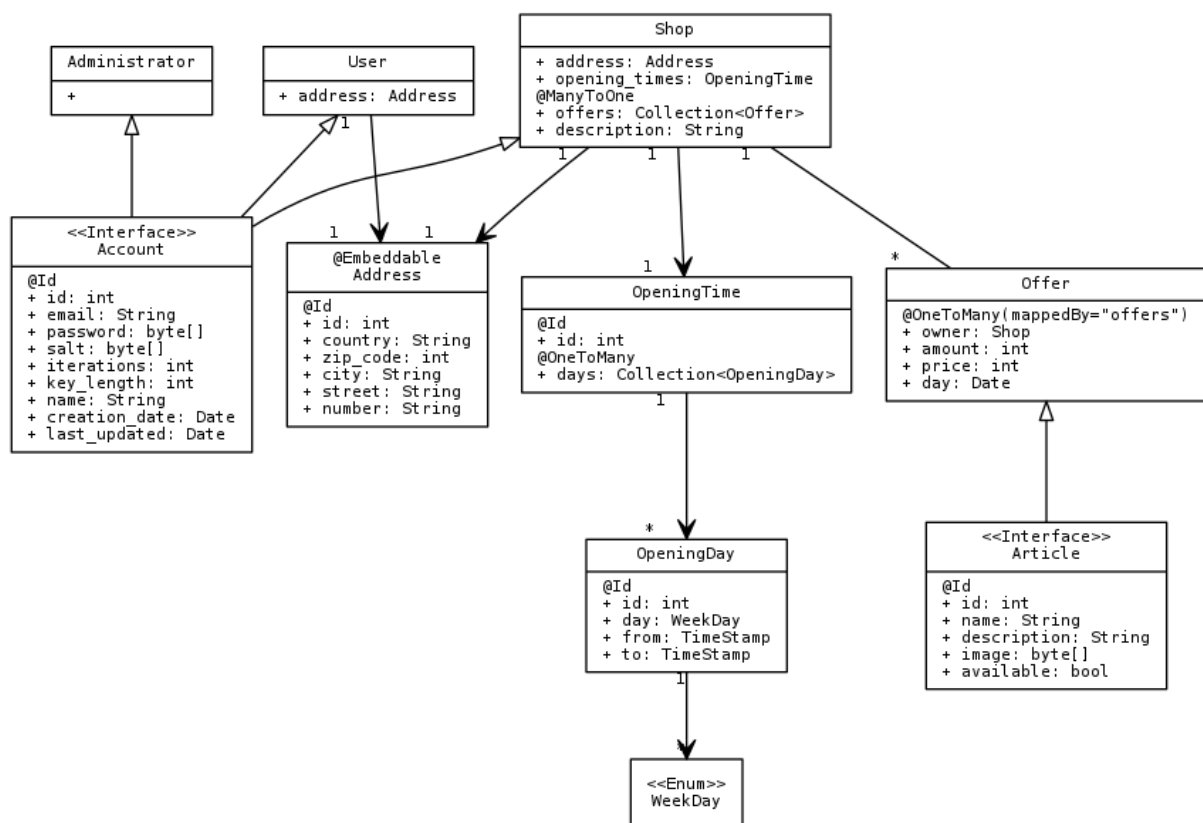 Administrator
+
User
+ address: Address
Shop
+ address: Address
+ opening_times: OpeningTime
@ManyToOne
+ offers: Collection<Offer>
+ description: String
1
1
1
1
<<Interface>>
Account
@Id
+ id: int
+ email: String
+ password: byte[]
+ salt: byte[]
+ iterations: int
+ key_length: int
+ name: String
+ creation_date: Date
+ last_updated: Date
1
1
@Embeddable
Address
@Id
+ id: int
+ country: String
+ zip_code: int
+ city: String
+ street: String
+ number: String
1
OpeningTime
@Id
+ id: int
@OneToMany
+ days: Collection<OpeningDay>
1
*
Offer
@OneToMany(mappedBy="offers")
+ owner: Shop
+ amount: int
+ price: int
+ day: Date
*
OpeningDay
@Id
+ id: int
+ day: WeekDay
+ from: TimeStamp
+ to: TimeStamp
1
<<Interface>>
Article
@Id
+ id: int
+ name: String
+ description: String
+ image: byte[]
+ available: bool
*
<<Enum>>
WeekDay